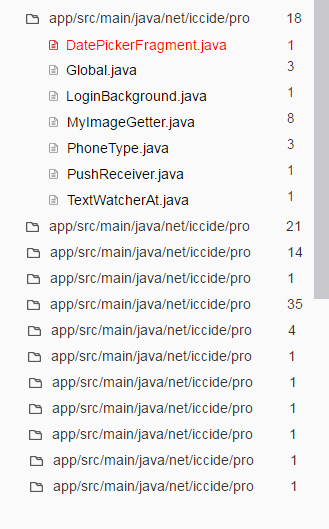 app/src/main/java/net/iccide/pro 18
DatePickerFragment.java 1
Global.java 3
LoginBackground.java 1
MyImageGetter.java 8
PhoneType.java 3
PushReceiver.java 1
TextWatcherAt.java 1
app/src/main/java/net/iccide/pro 21
app/src/main/java/net/iccide/pro 14
app/src/main/java/net/iccide/pro 1
app/src/main/java/net/iccide/pro 35
app/src/main/java/net/iccide/pro 4
app/src/main/java/net/iccide/pro 1
app/src/main/java/net/iccide/pro 1
app/src/main/java/net/iccide/pro 1
app/src/main/java/net/iccide/pro 1
app/src/main/java/net/iccide/pro 1
app/src/main/java/net/iccide/pro 1